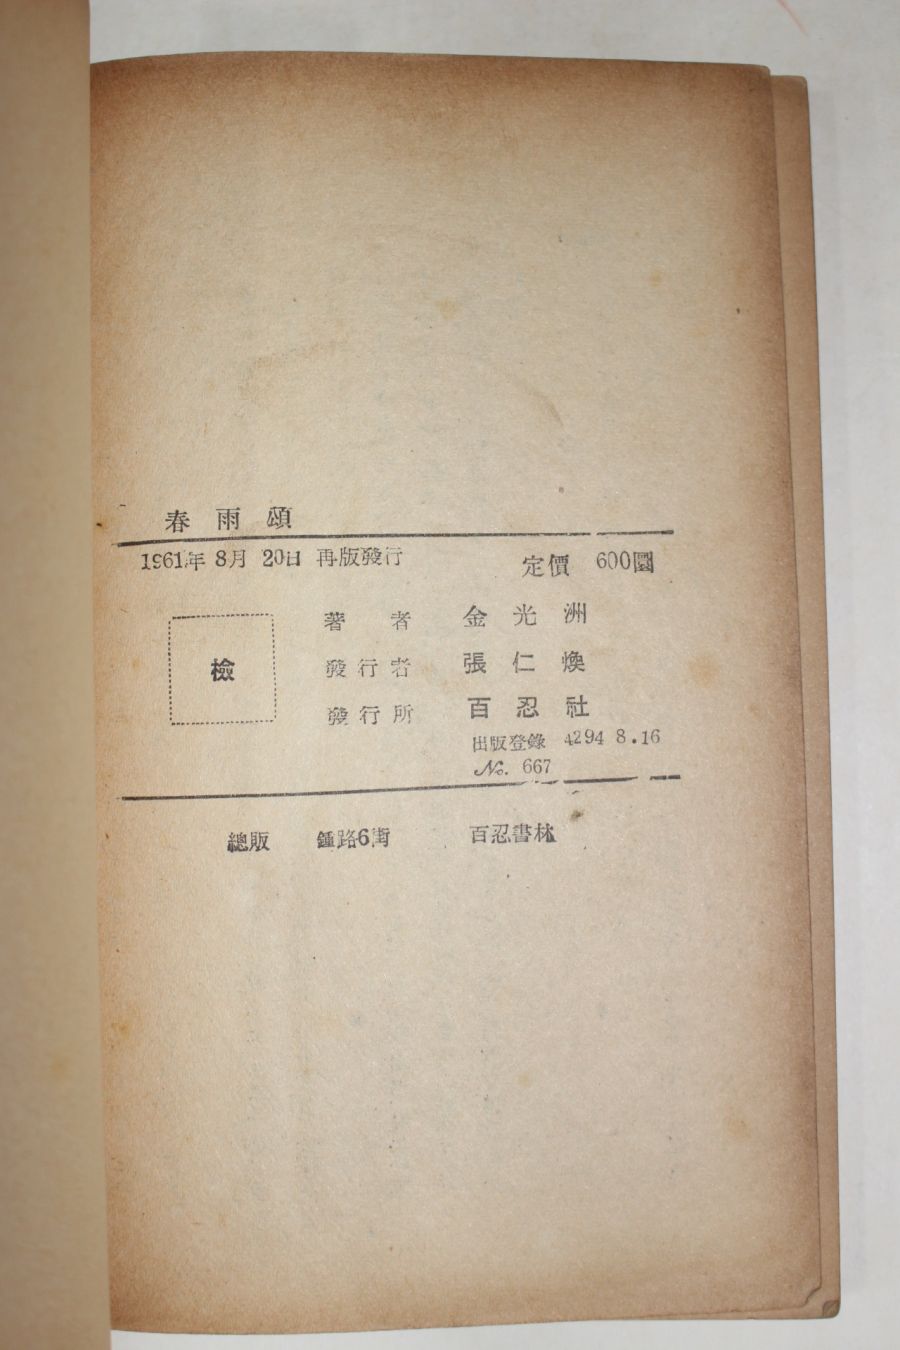 春雨頌
1961年 8月 20日 再版發行 定價 600圜
檢
著者 金光洲
發行者 張仁煥
發行所 百忍社
出版登錄 4294 8.16
No. 667
總販 鍾路6街 百忍書林